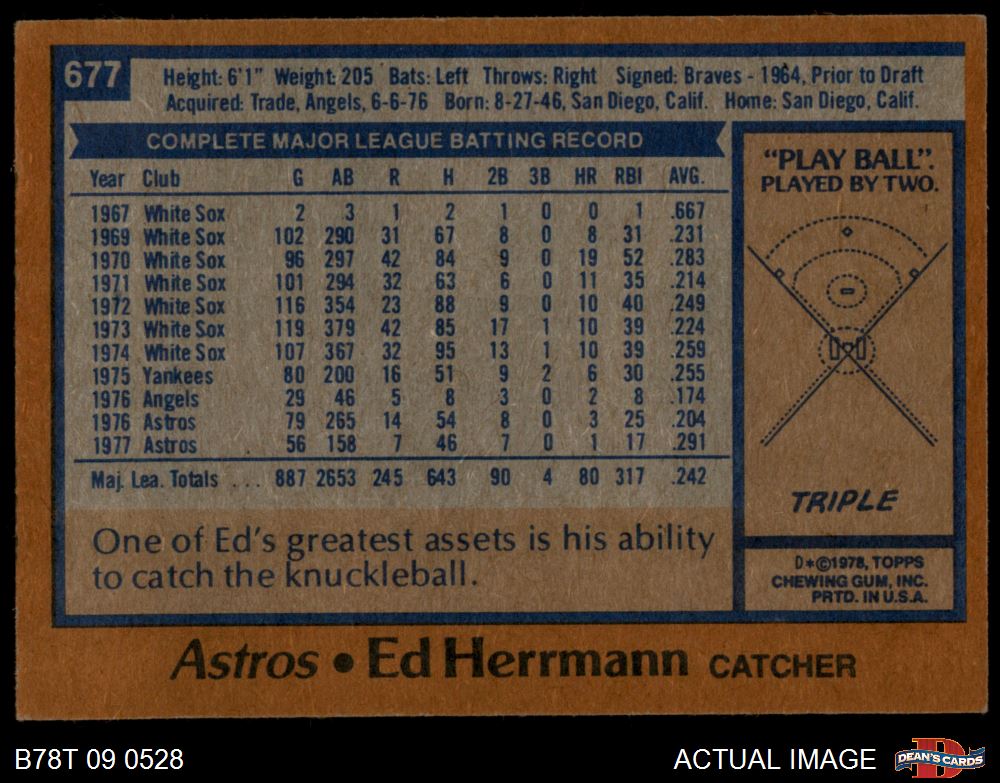 677
Height: 6'1" Weight: 205 Bats: Left Throws: Right Signed: Braves - 1964, Prior to Draft
Acquired: Trade, Angels, 6-6-76 Born: 8-27-46, San Diego, Calif. Home: San Diego, Calif.
COMPLETE MAJOR LEAGUE BATTING RECORD
Year Club G AB R H 2B 3B HR RBI AVG.
1967 White Sox 2 3 1 2 1 0 0 1 .667
1969 White Sox 102 290 31 67 8 0 8 31 .231
1970 White Sox 96 297 42 84 9 0 19 52 .283
1971 White Sox 101 294 32 63 6 0 11 35 .214
1972 White Sox 116 354 23 88 9 0 10 40 .249
1973 White Sox 119 379 42 85 17 1 10 39 .224
1974 White Sox 107 367 32 95 13 1 10 39 .259
1975 Yankees 80 200 16 51 9 2 6 30 .255
1976 Angels 29 46 5 8 3 0 2 8 .174
1976 Astros 79 265 14 54 8 0 3 25 .204
1977 Astros 56 158 7 46 7 0 1 17 .291
Maj. Lea. Totals ... 887 2653 245 643 90 4 80 317 .242
One of Ed's greatest assets is his ability
to catch the knuckleball.
"PLAY BALL".
PLAYED BY TWO.
TRIPLE
D*©1978, TOPPS
CHEWING GUM, INC.
PRTD. IN U.S.A.
Astros • Ed Herrmann CATCHER
B78T 09 0528
ACTUAL IMAGE
D
DEAN'S CARDS